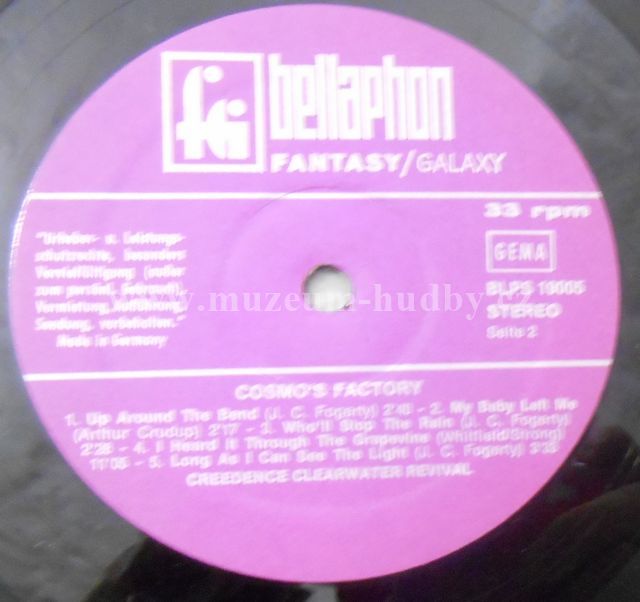 fG
bellaphon
FANTASY/GALAXY
33 rpm
"Urheber- u. Leistungs-
schutzrechte, besonders
Vervielfältigung (außer
zum persönl. Gebrauch),
Vermietung, Aufführung,
Sendung, vorbehalten."
Made in Germany
GEMA
BLPS 19005
STEREO
Seite 2
www.muzeum-hudby.cz
COSMO'S FACTORY
1. Up Around The Bend (J. C. Fogerty) 2'40 - 2. My Baby Left Me
(Arthur Crudup) 2'17 - 3. Who'll Stop The Rain (J. C. Fogerty)
2'28 - 4. I Heard It Through The Grapevine (Whitfield/Strong)
11'05 - 5. Long As I Can See The Light (J. C. Fogerty) 3'33
CREEDENCE CLEARWATER REVIVAL